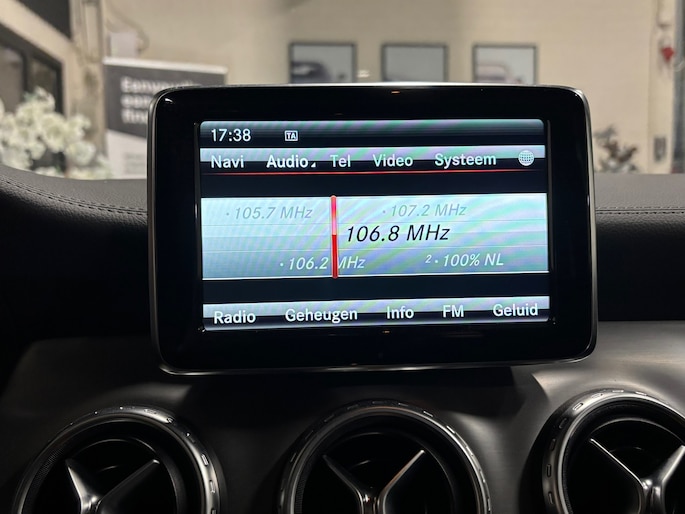 17:38 TA
Navi Audio Tel Video Systeem
· 105.7 MHz · 107.2 MHz
106.8 MHz
· 106.2 MHz 2 · 100% NL
Radio Geheugen Info FM Geluid